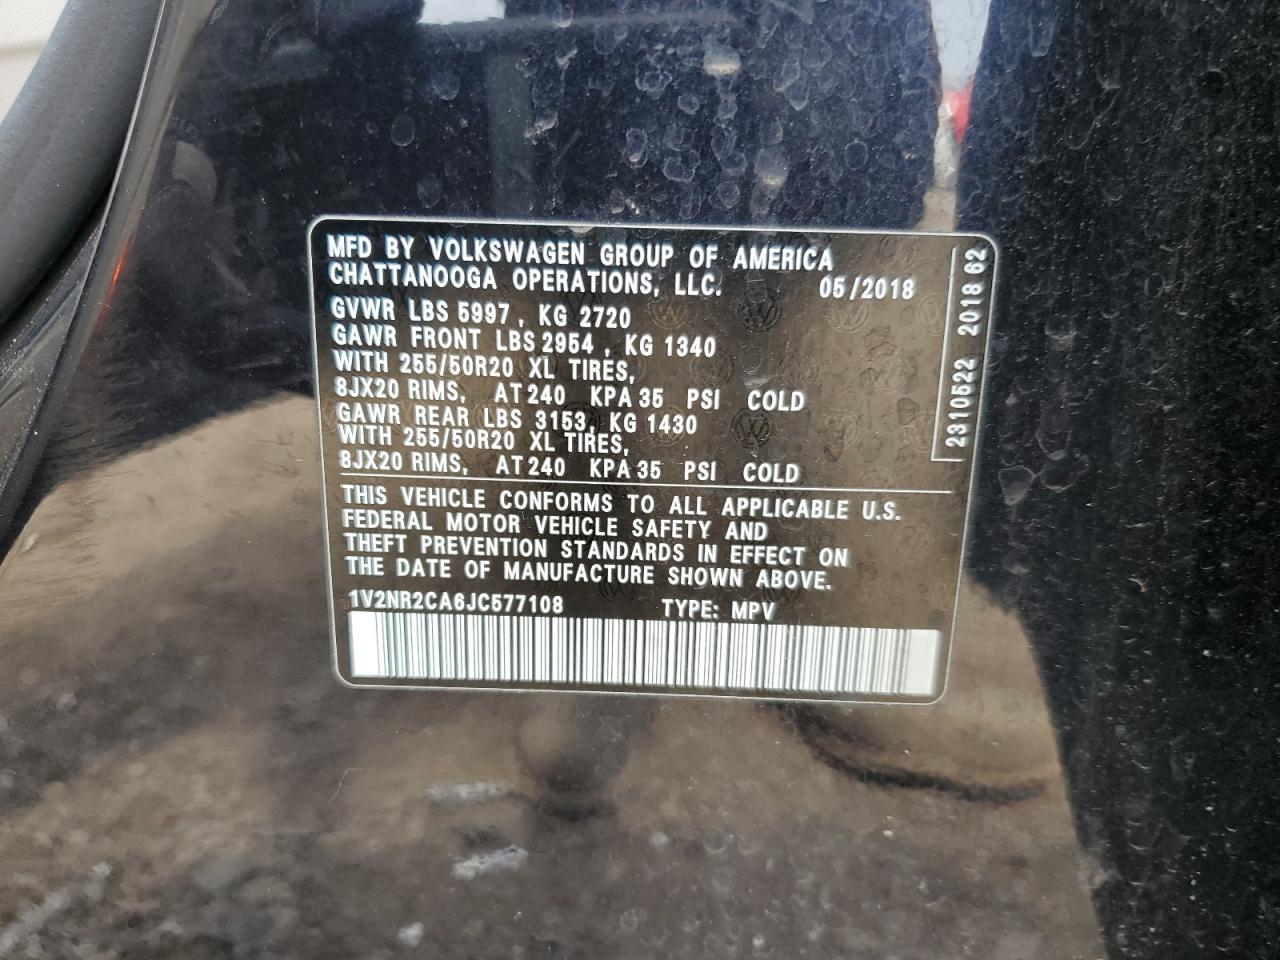 MFD BY VOLKSWAGEN GROUP OF AMERICA
CHATTANOOGA OPERATIONS, LLC. 05/2018
GVWR LBS 5997, KG 2720
GAWR FRONT LBS 2954, KG 1340
WITH 255/50R20 XL TIRES,
8JX20 RIMS, AT 240 KPA 35 PSI COLD
GAWR REAR LBS 3153, KG 1430
WITH 255/50R20 XL TIRES,
8JX20 RIMS, AT 240 KPA 35 PSI COLD
THIS VEHICLE CONFORMS TO ALL APPLICABLE U.S.
FEDERAL MOTOR VEHICLE SAFETY AND
THEFT PREVENTION STANDARDS IN EFFECT ON
THE DATE OF MANUFACTURE SHOWN ABOVE.
1V2NR2CA6JC577108 TYPE: MPV
2310522 2018 62